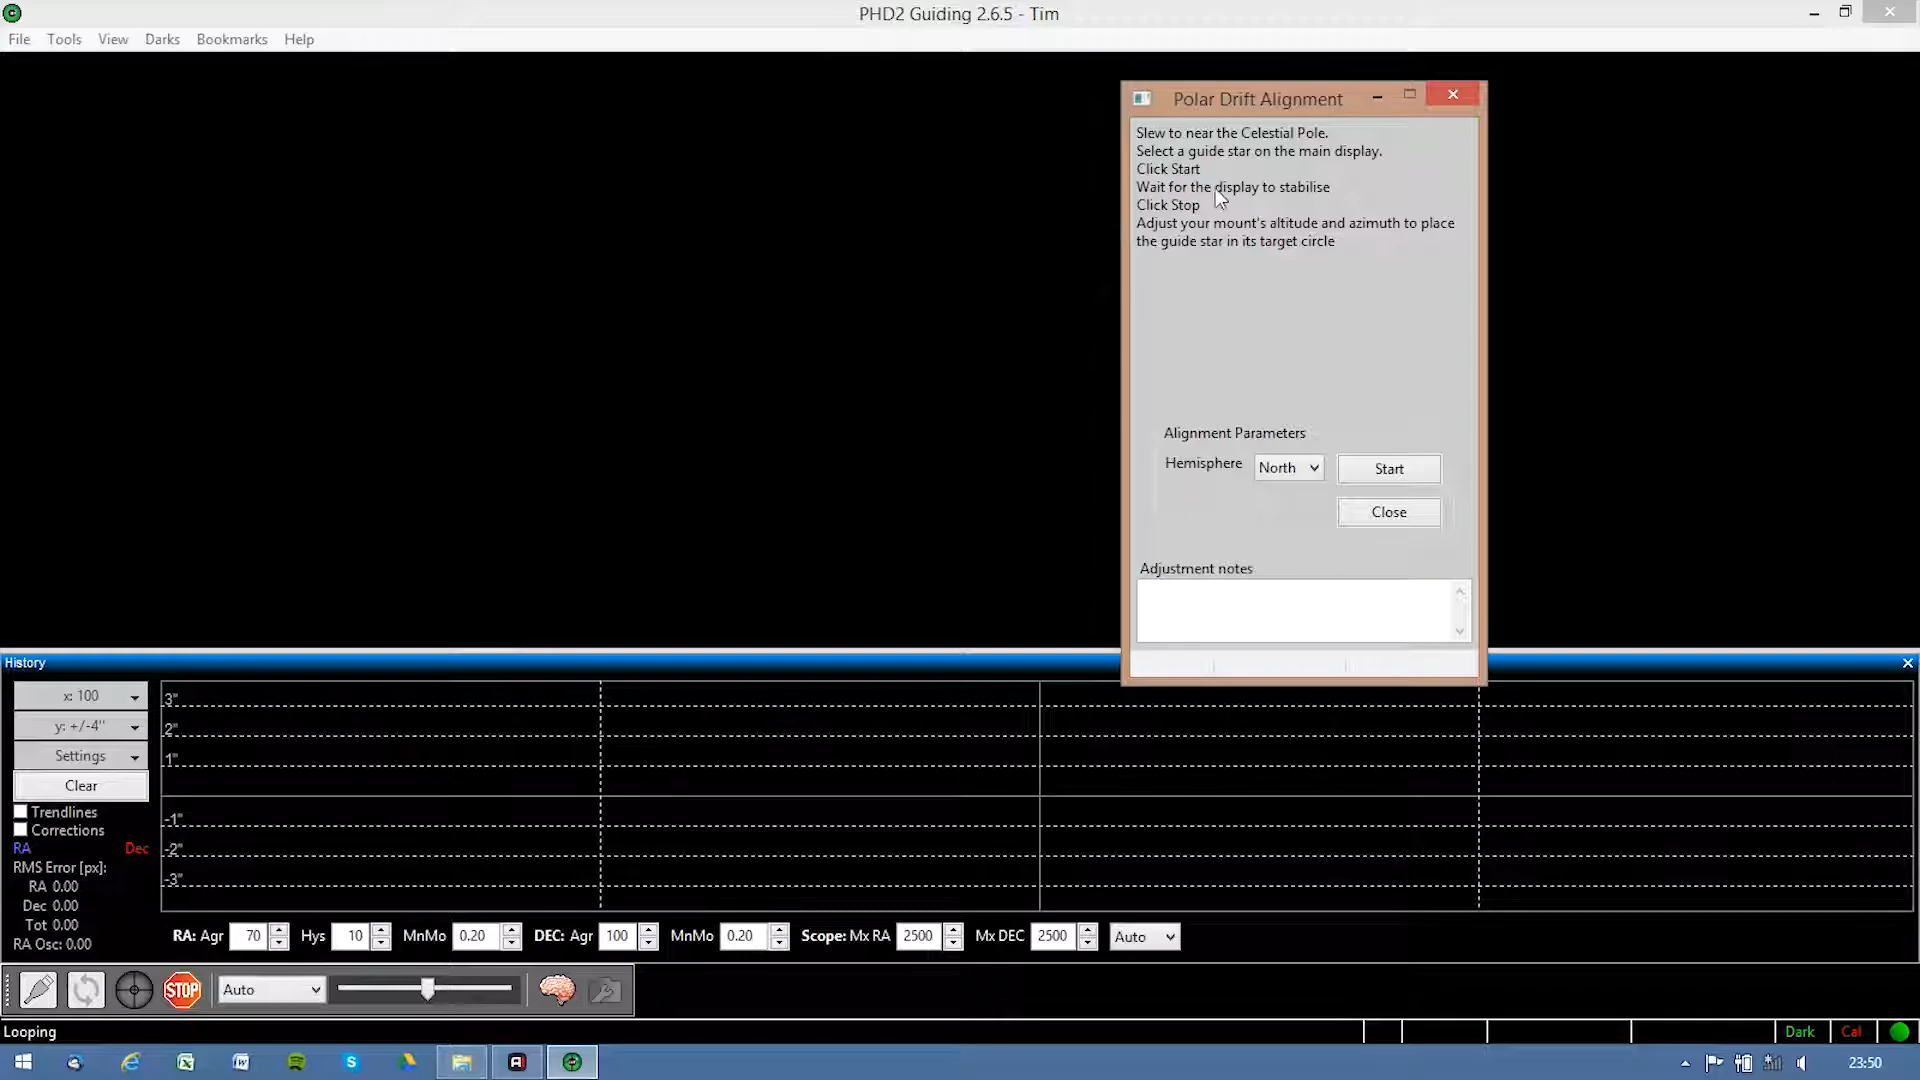 PHD2 Guiding 2.6.5 - Tim
File Tools View Darks Bookmarks Help
Polar Drift Alignment
Slew to near the Celestial Pole.
Select a guide star on the main display.
Click Start
Wait for the display to stabilise
Click Stop
Adjust your mount's altitude and azimuth to place
the guide star in its target circle
Alignment Parameters
Hemisphere North Start
Close
Adjustment notes
History
x: 100
y: +/-4"
Settings
Clear
Trendlines
Corrections
RA Dec
RMS Error [px]:
RA 0.00
Dec 0.00
Tot 0.00
RA Osc: 0.00
3"
2"
1"
-1"
-2"
-3"
RA: Agr 70 Hys 10 MnMo 0.20 DEC: Agr 100 MnMo 0.20 Scope: Mx RA 2500 Mx DEC 2500 Auto
STOP Auto
Looping Dark Cal
23:50